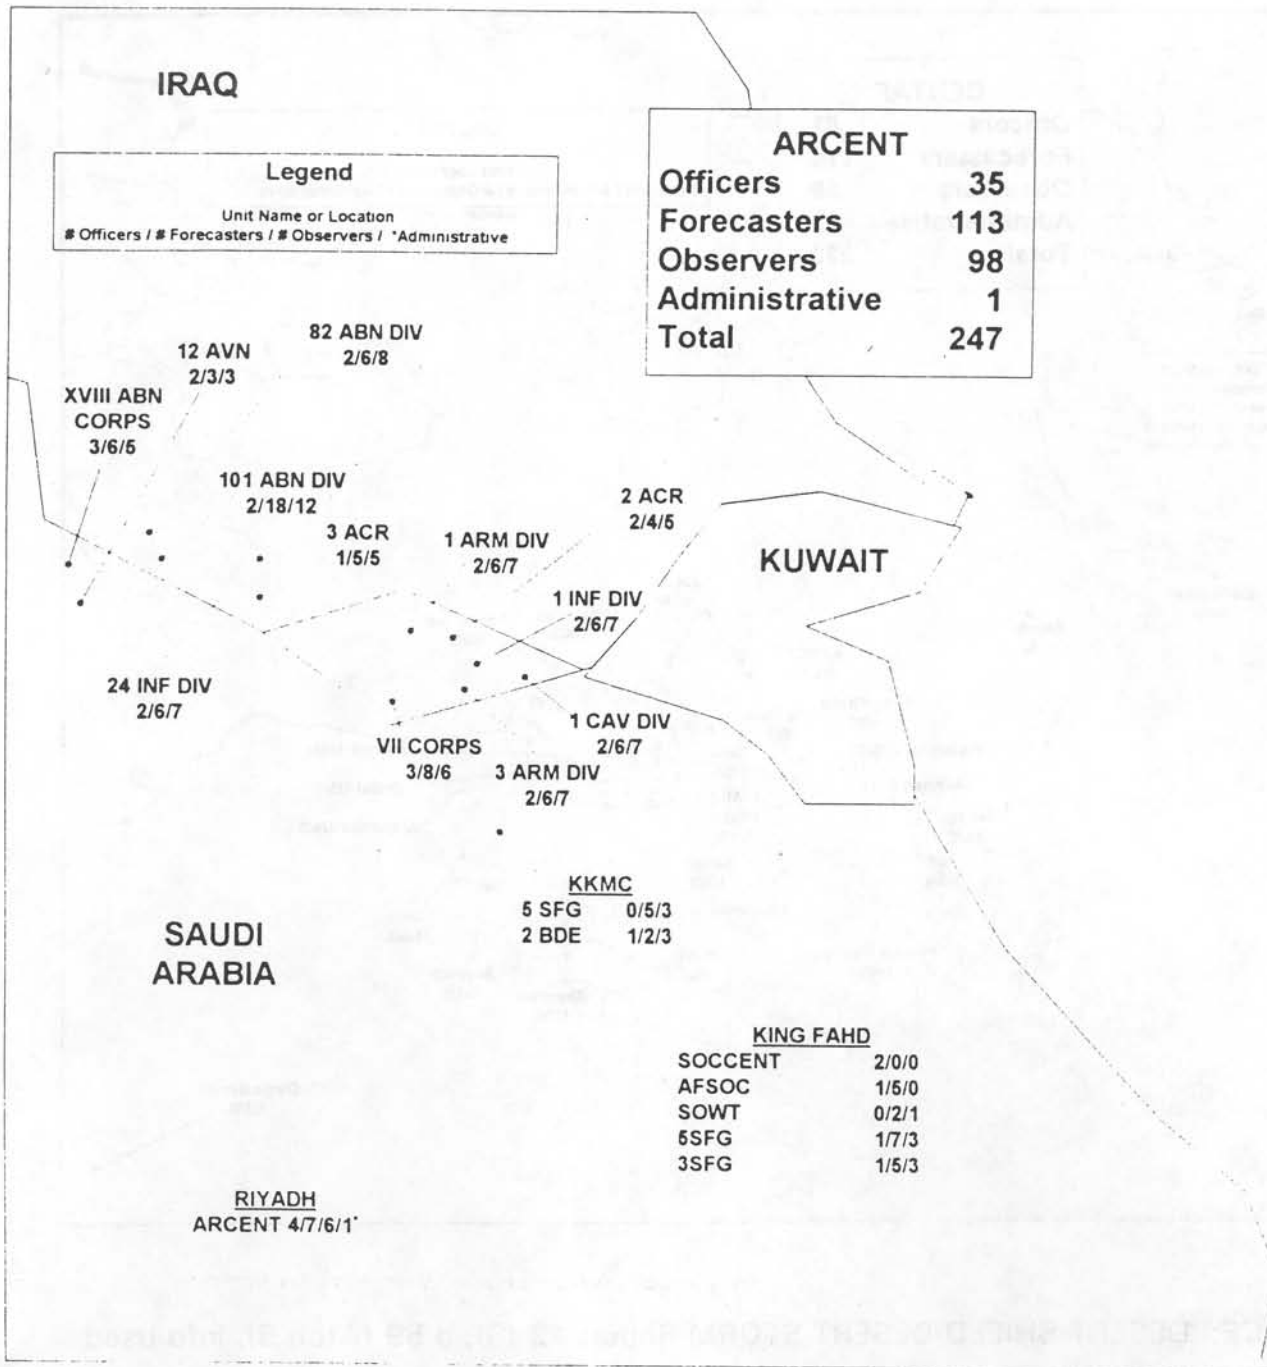 IRAQ
Legend
Unit Name or Location
# Officers / # Forecasters / # Observers / *Administrative
ARCENT
Officers 35
Forecasters 113
Observers 98
Administrative 1
Total 247
82 ABN DIV
2/6/8
12 AVN
2/3/3
XVIII ABN
CORPS
3/6/5
101 ABN DIV
2/18/12
3 ACR
1/5/5
1 ARM DIV
2/6/7
2 ACR
2/4/5
KUWAIT
1 INF DIV
2/6/7
24 INF DIV
2/6/7
1 CAV DIV
2/6/7
VII CORPS
3/8/6
3 ARM DIV
2/6/7
KKMC
5 SFG 0/5/3
2 BDE 1/2/3
SAUDI
ARABIA
KING FAHD
SOCCENT 2/0/0
AFSOC 1/5/0
SOWT 0/2/1
5SFG 1/7/3
3SFG 1/5/3
RIYADH
ARCENT 4/7/6/1*